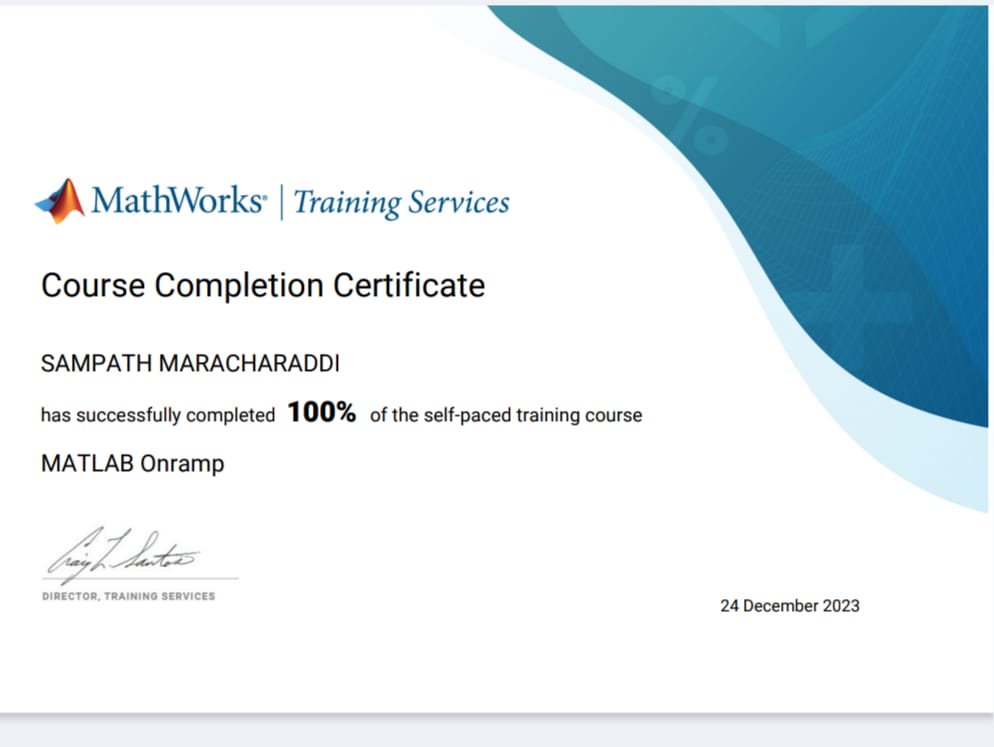 MathWorks® | Training Services
Course Completion Certificate
SAMPATH MARACHARADDI
has successfully completed 100% of the self-paced training course
MATLAB Onramp
Craig L. Santos
DIRECTOR, TRAINING SERVICES
24 December 2023